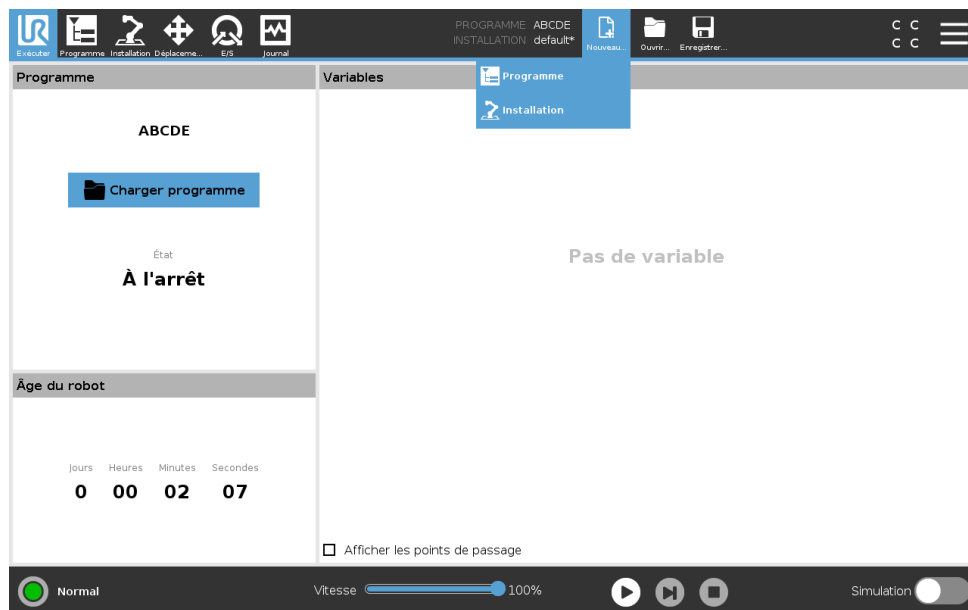 UR
Exécuter Programme Installation Déplaceme... E/S Journal
PROGRAMME ABCDE
INSTALLATION default*
Nouveau... Ouvrir... Enregistrer...
C C
C C
Programme
Installation
Programme
ABCDE
Charger programme
État
À l'arrêt
Variables
Pas de variable
Âge du robot
Jours Heures Minutes Secondes
0 00 02 07
Afficher les points de passage
Normal
Vitesse 100%
Simulation